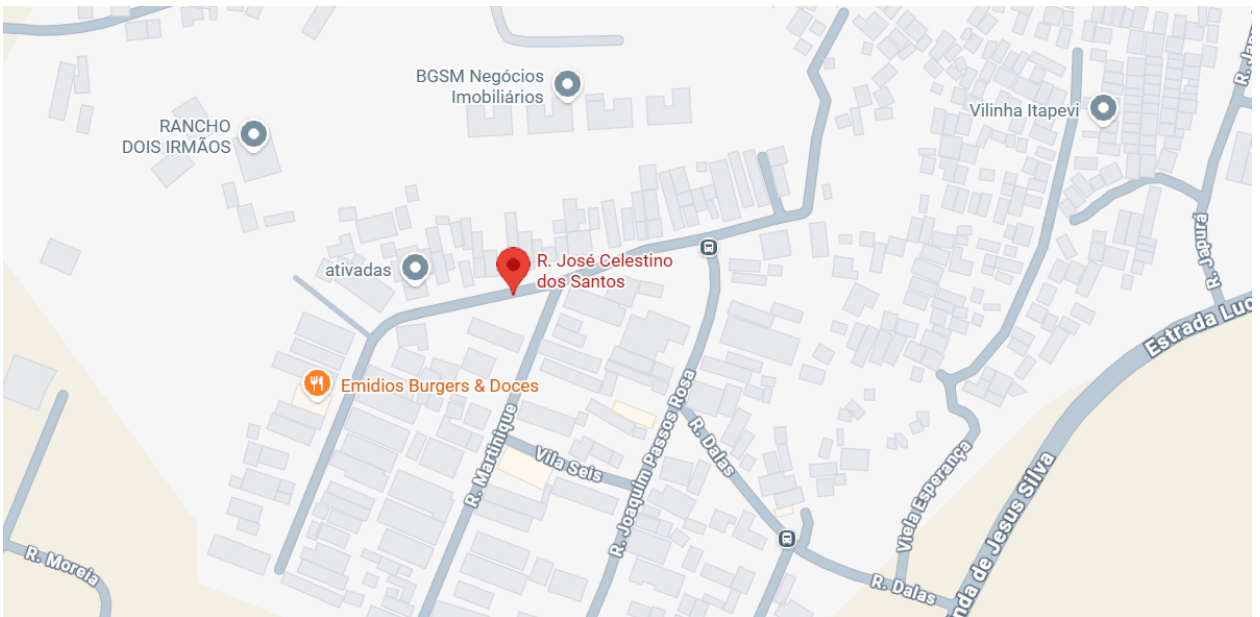 BGSM Negócios
Imobiliários
RANCHO
DOIS IRMÃOS
Vilinha Itapevi
R. Japurá
ativadas
R. José Celestino
dos Santos
Estrada Luc
Emidios Burgers & Doces
R. Martinique
Vila Seis
R. Joaquim Passos Rosa
R. Dalas
Viela Esperança
nda de Jesus Silva
R. Moreia
R. Dalas